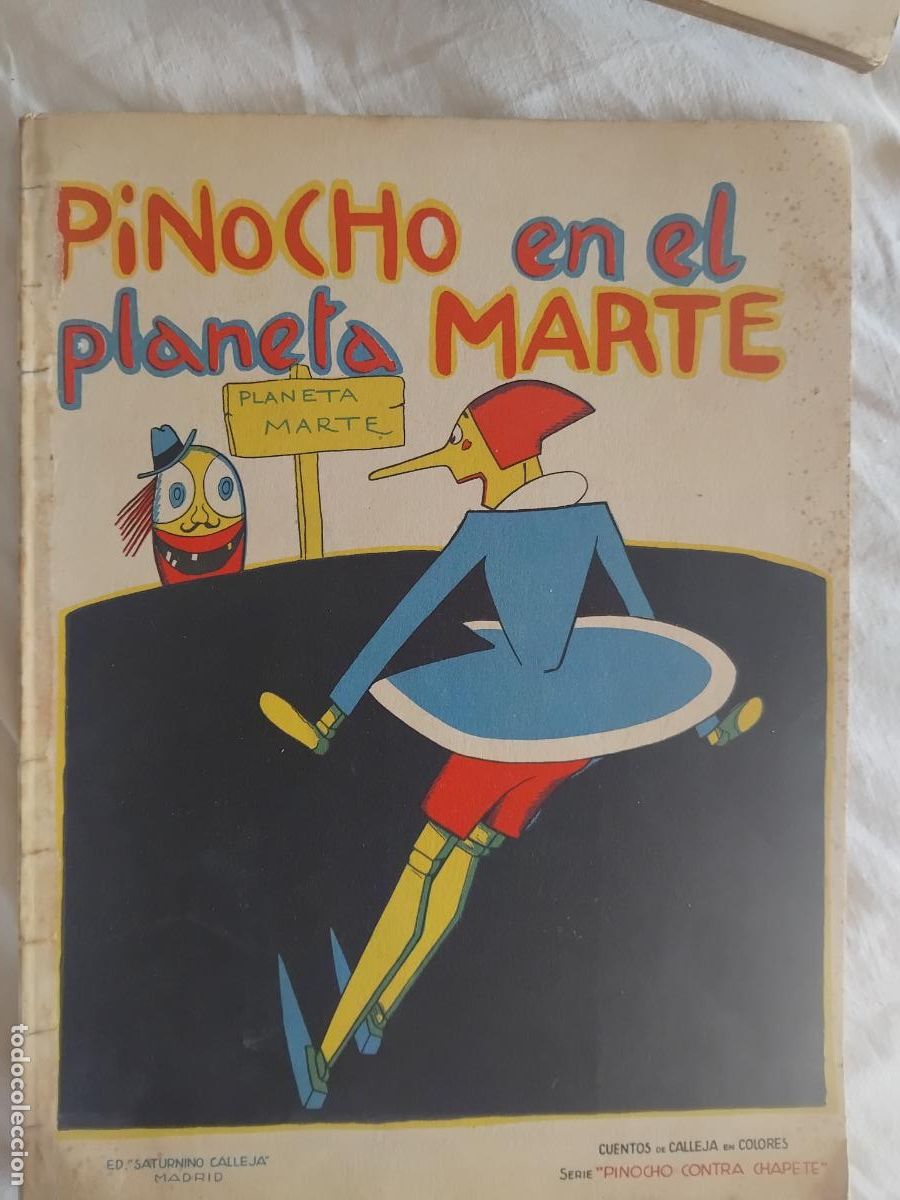 PiNOCHO en el
planeta MARTE
PLANETA
MARTE.
ED. "SATURNINO CALLEJA"
MADRID
CUENTOS DE CALLEJA EN COLORES
SERIE "PINOCHO CONTRA CHAPETE"
todocoleccion